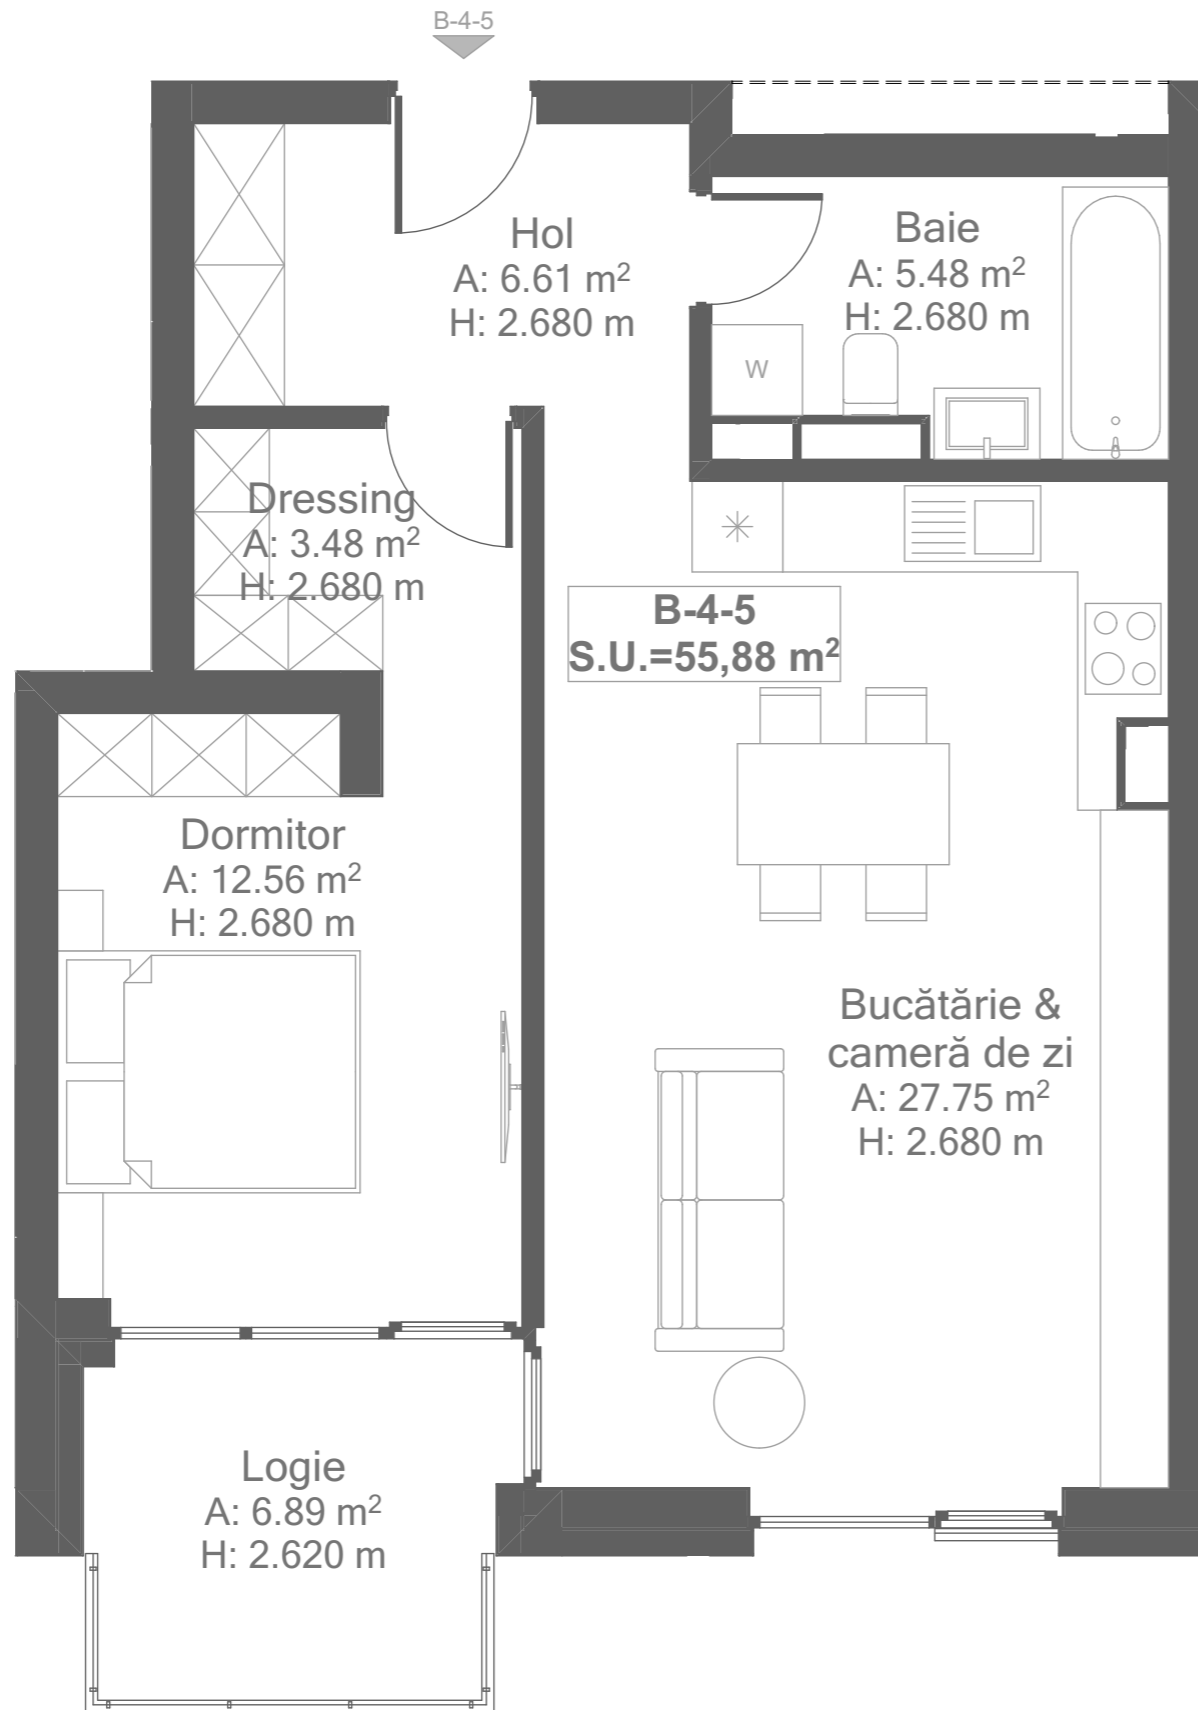 B-4-5
Hol
A: 6.61 m²
H: 2.680 m
Baie
A: 5.48 m²
H: 2.680 m
W
Dressing
A: 3.48 m²
H: 2.680 m
B-4-5
S.U.=55,88 m²
Dormitor
A: 12.56 m²
H: 2.680 m
Bucătărie &
cameră de zi
A: 27.75 m²
H: 2.680 m
Logie
A: 6.89 m²
H: 2.620 m